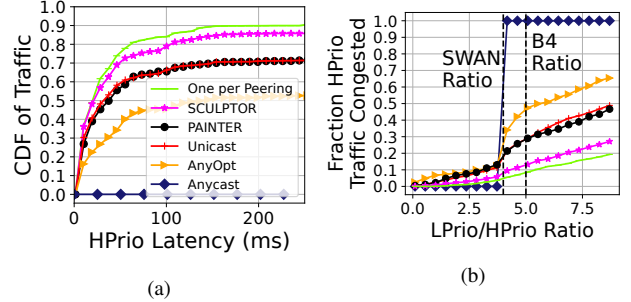 CDF of Traffic
1.0
0.9
0.8
0.7
0.6
0.5
0.4
0.3
0.2
0.1
0.0
One per Peering
SCULPTOR
PAINTER
Unicast
AnyOpt
Anycast
0
100
200
HPrio Latency (ms)
(a)
Fraction HPrio
Traffic Congested
1.0
0.9
0.8
0.7
0.6
0.5
0.4
0.3
0.2
0.1
0.0
SWAN
Ratio
B4
Ratio
0.0
2.5
5.0
7.5
LPrio/HPrio Ratio
(b)